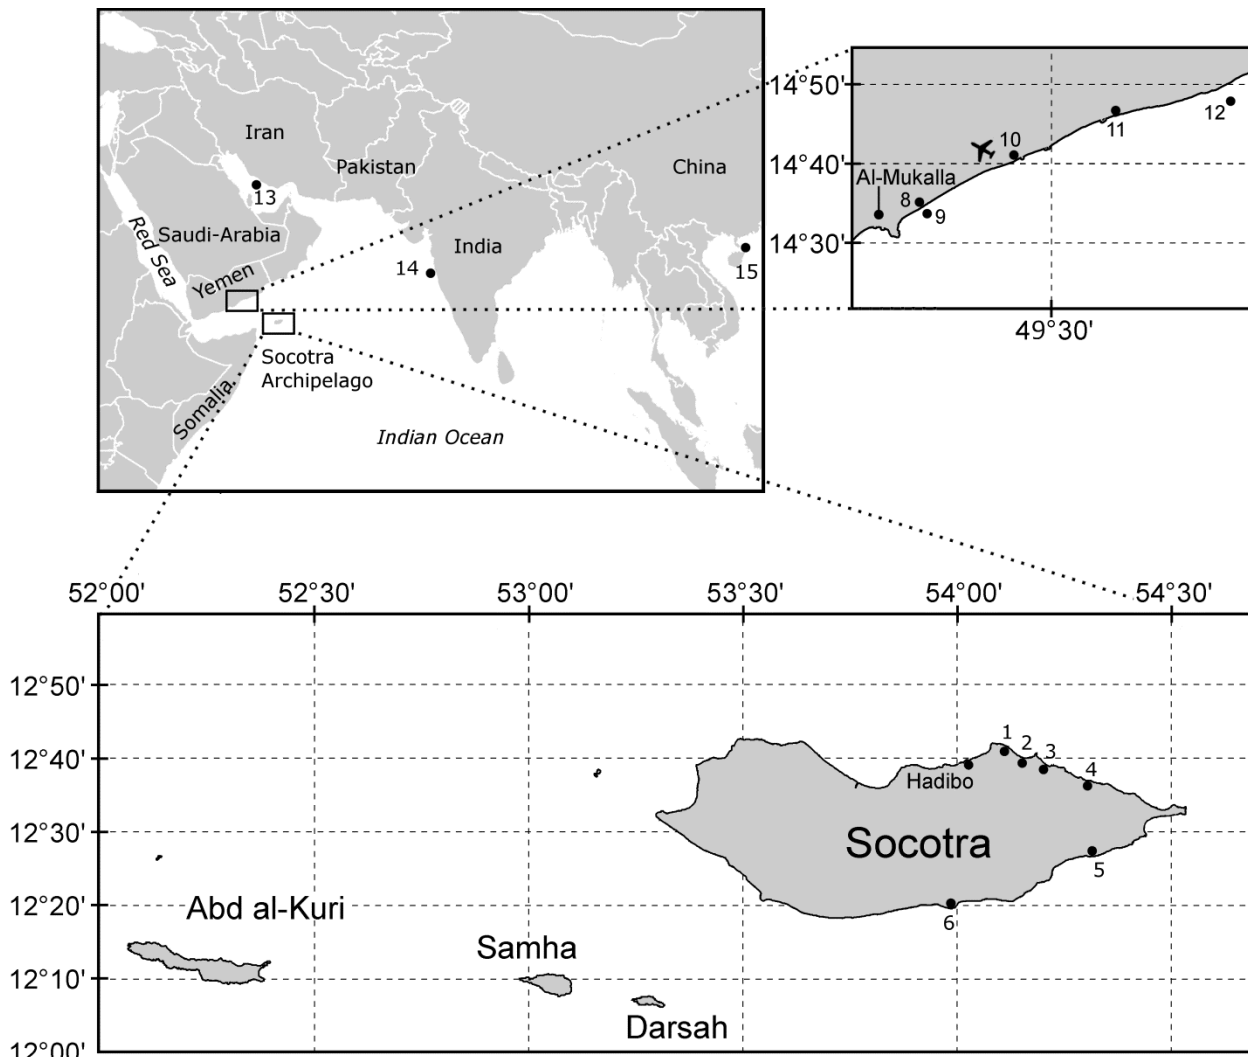 Iran
Pakistan
China
13
Red Sea
Saudi-Arabia
India
Yemen
14
15
Socotra
Archipelago
Somalia
Indian Ocean
14°50'
12
11
10
14°40'
Al-Mukalla
8
9
14°30'
49°30'
52°00' 52°30' 53°00' 53°30' 54°00' 54°30'
12°50'
1
2
3
12°40'
4
Hadibo
12°30'
Socotra
5
12°20'
Abd al-Kuri
6
Samha
12°10'
Darsah
12°00'